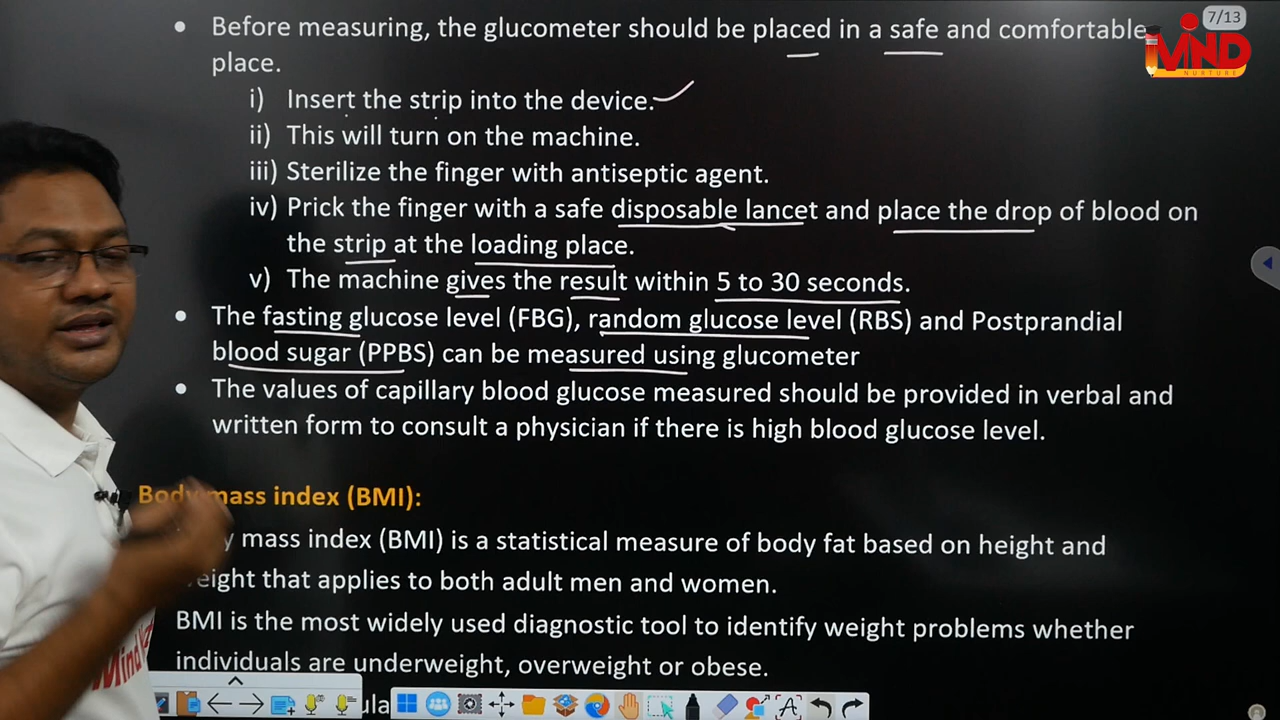 Before measuring, the glucometer should be placed in a safe and comfortable
place.
7/13
MIND
NURTURE
i) Insert the strip into the device.
ii) This will turn on the machine.
iii) Sterilize the finger with antiseptic agent.
iv) Prick the finger with a safe disposable lancet and place the drop of blood on
the strip at the loading place.
v) The machine gives the result within 5 to 30 seconds.
The fasting glucose level (FBG), random glucose level (RBS) and Postprandial
blood sugar (PPBS) can be measured using glucometer
The values of capillary blood glucose measured should be provided in verbal and
written form to consult a physician if there is high blood glucose level.
Body mass index (BMI):
mass index (BMI) is a statistical measure of body fat based on height and
weight that applies to both adult men and women.
BMI is the most widely used diagnostic tool to identify weight problems whether
individuals are underweight, overweight or obese.